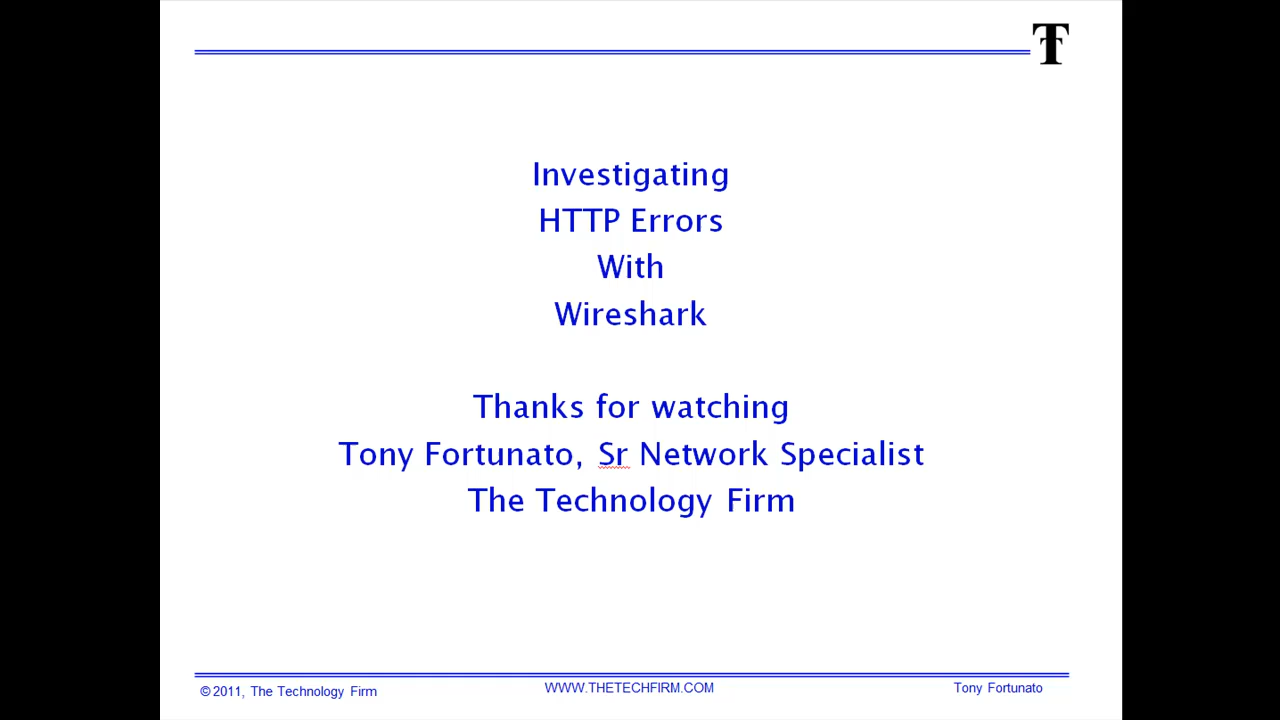 T
Investigating
HTTP Errors
With
Wireshark
Thanks for watching
Tony Fortunato, Sr Network Specialist
The Technology Firm
©2011, The Technology Firm
WWW.THETECHFIRM.COM
Tony Fortunato